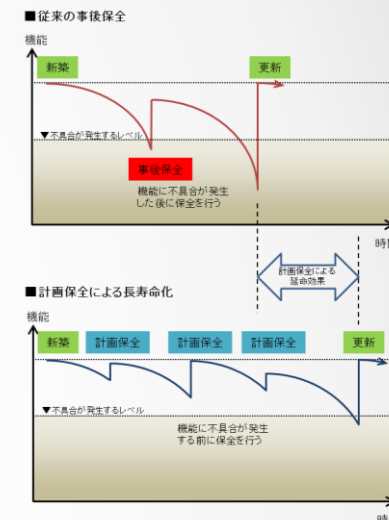 ■従来の事後保全
機能
新築
更新
▼不具合が発生するレベル
事後保全
機能に不具合が発生
した後に保全を行う
時間
計画保全による
延命効果
■計画保全による長寿命化
機能
新築
計画保全
計画保全
計画保全
更新
▼不具合が発生するレベル
機能に不具合が発生
する前に保全を行う
時